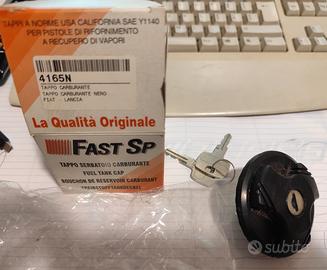 TAPPI A NORME USA CALIFORNIA SAE Y1140
PER PISTOLE DI RIFORNIMENTO
A RECUPERO DI VAPORI
4165N
TAPPO CARBURANTE
TAPPO CARBURANTE NERO
FIAT - LANCIA
La Qualità Originale
FAST SP
TAPPO SERBATOIO CARBURANTE
FUEL TANK CAP
BOUCHON DE RESERVOIR CARBURANT
subito